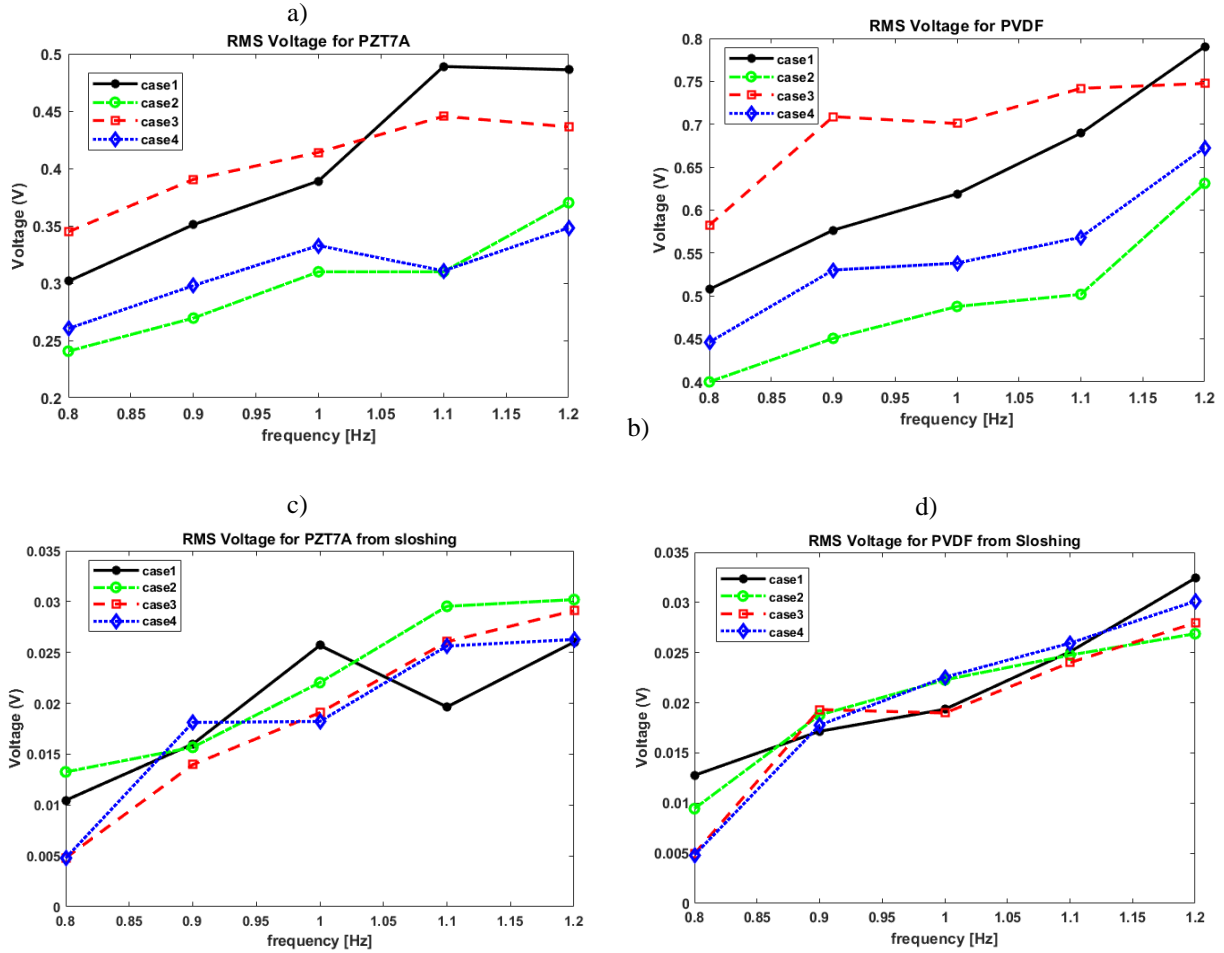 a)
RMS Voltage for PZT7A
case1
case2
case3
case4
Voltage (V)
0.5
0.45
0.4
0.35
0.3
0.25
0.2
0.8 0.9 0.95 1 1.05 1.1 1.15 1.2
frequency [Hz]
RMS Voltage for PVDF
case1
case2
case3
case4
Voltage (V)
0.8
0.75
0.7
0.65
0.6
0.55
0.5
0.45
0.4
0.8 0.9 0.95 1 1.05 1.1 1.15 1.2
frequency [Hz]
b)
c)
RMS Voltage for PZT7A from sloshing
case1
case2
case3
case4
Voltage (V)
0.035
0.03
0.025
0.02
0.015
0.01
0.005
0
0.8 0.9 0.95 1 1.05 1.1 1.15 1.2
frequency [Hz]
d)
RMS Voltage for PVDF from Sloshing
case1
case2
case3
case4
Voltage (V)
0.035
0.03
0.025
0.02
0.015
0.01
0.005
0
0.8 0.9 0.95 1 1.05 1.1 1.15 1.2
frequency [Hz]